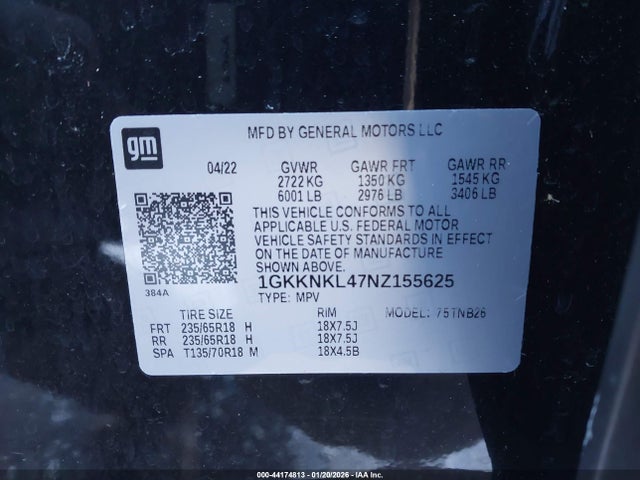 gm
MFD BY GENERAL MOTORS LLC
04/22 GVWR GAWR FRT GAWR RR
2722 KG 1350 KG 1545 KG
6001 LB 2976 LB 3406 LB
THIS VEHICLE CONFORMS TO ALL
APPLICABLE U.S. FEDERAL MOTOR
VEHICLE SAFETY STANDARDS IN EFFECT
ON THE DATE OF MANUFACTURE
SHOWN ABOVE.
384A
1GKKNKL47NZ155625
TYPE: MPV MODEL: 75TNB26
TIRE SIZE RIM
FRT 235/65R18 H 18X7.5J
RR 235/65R18 H 18X7.5J
SPA T135/70R18 M 18X4.5B
000-44174813 - 01/20/2026 - IAA Inc.